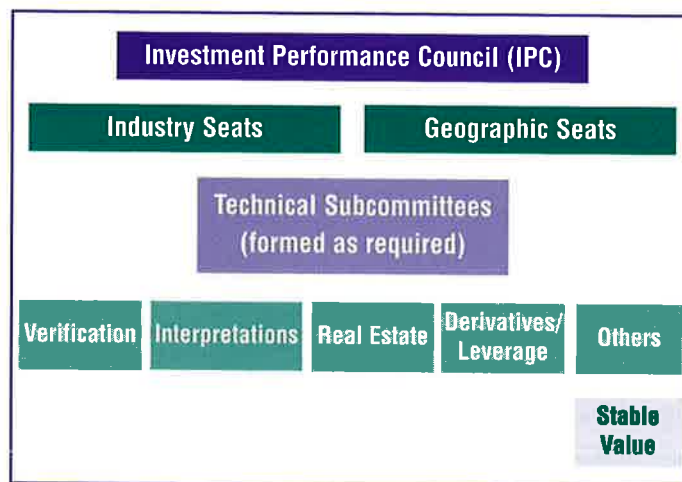 Investment Performance Council (IPC)
Industry Seats
Geographic Seats
Technical Subcommittees
(formed as required)
Verification
Interpretations
Real Estate
Derivatives/
Leverage
Others
Stable
Value